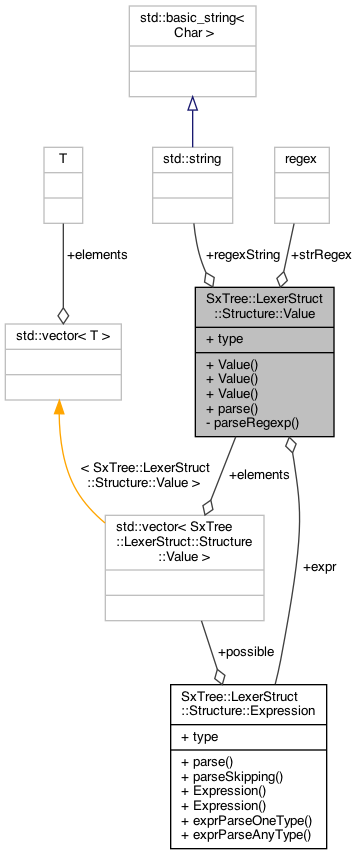 std::basic_string<
Char >
T
std::string
regex
+elements
+regexString
+strRegex
SxTree::LexerStruct
::Structure::Value
+ type
+ Value()
+ Value()
+ Value()
+ parse()
- parseRegexp()
std::vector< T >
< SxTree::LexerStruct
::Structure::Value >
+elements
std::vector< SxTree
::LexerStruct::Structure
::Value >
+expr
+possible
SxTree::LexerStruct
::Structure::Expression
+ type
+ parse()
+ parseSkipping()
+ Expression()
+ Expression()
+ exprParseOneType()
+ exprParseAnyType()